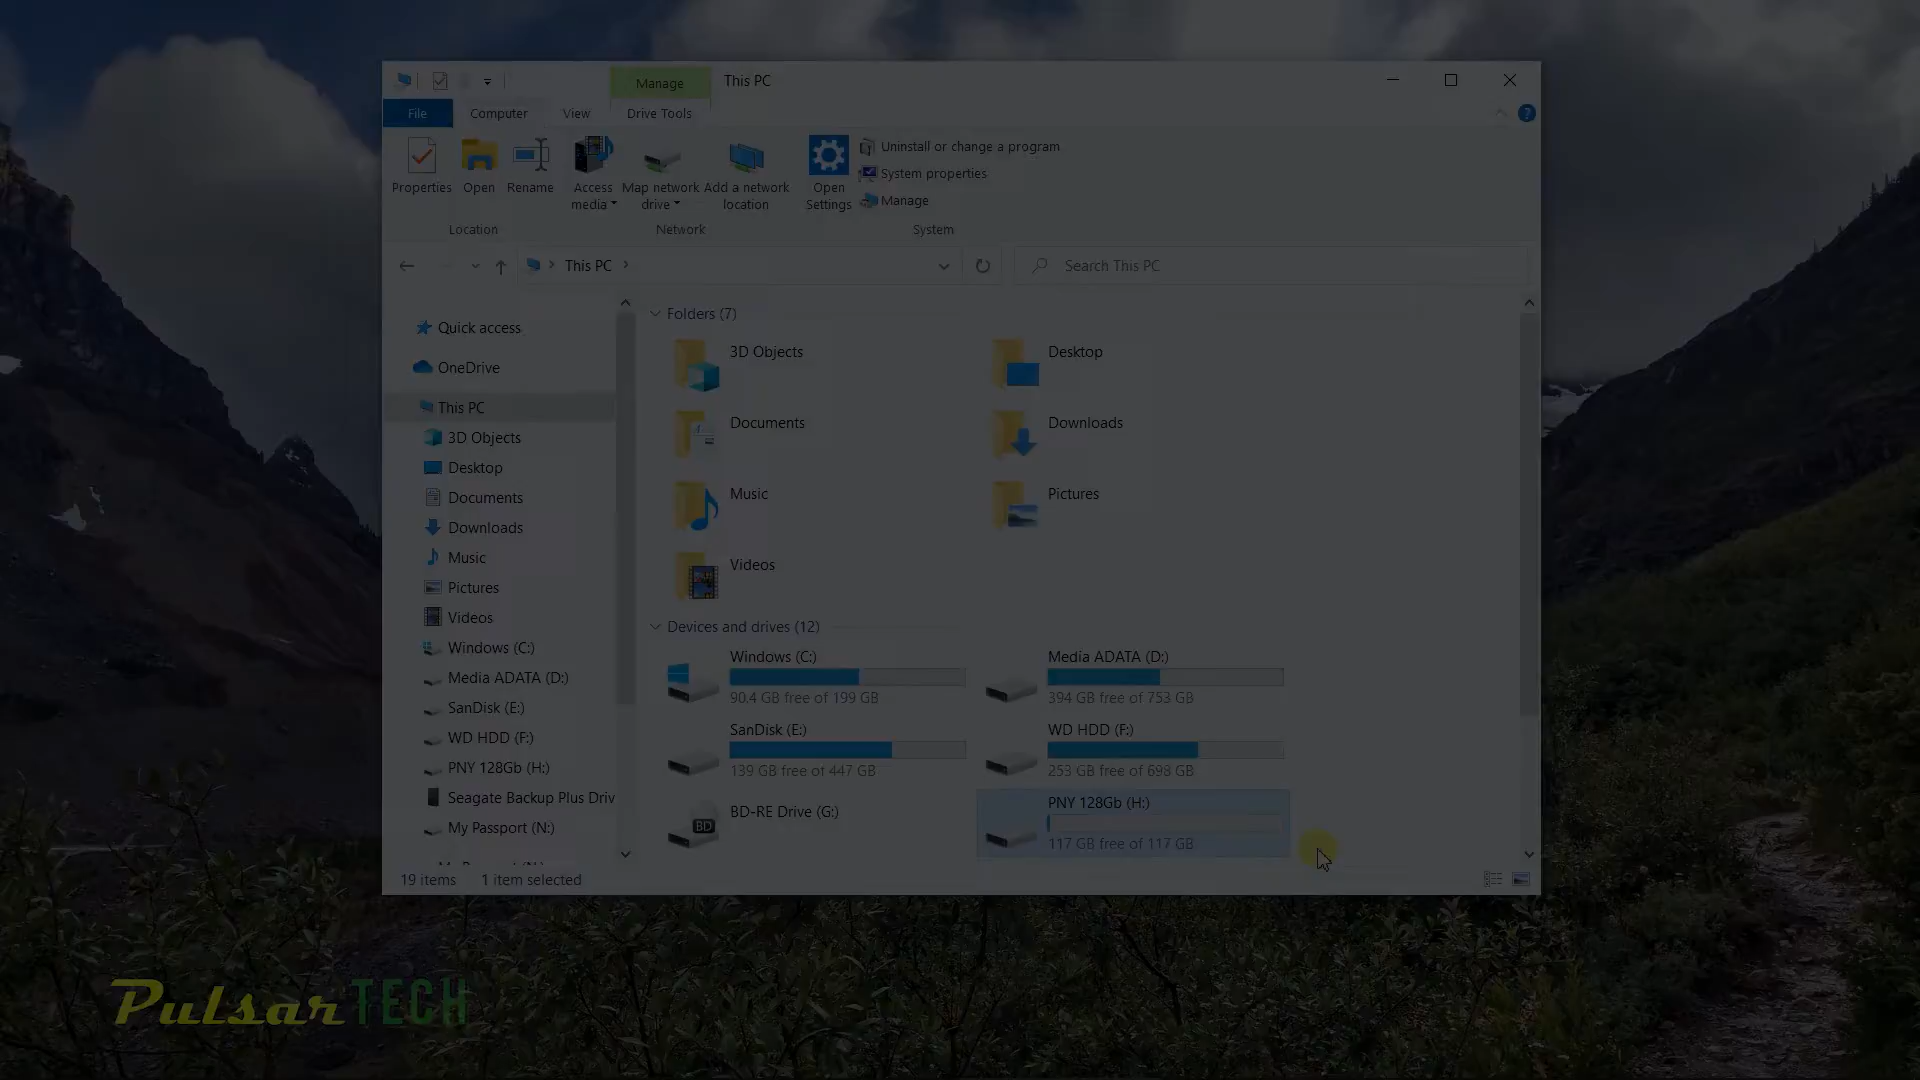 Manage
This PC
File
Computer
View
Drive Tools
Properties
Open
Rename
Access media
Map network drive
Add a network location
Open Settings
Uninstall or change a program
System properties
Manage
Location
Network
System
This PC
Search This PC
Quick access
OneDrive
This PC
3D Objects
Desktop
Documents
Downloads
Music
Pictures
Videos
Windows (C:)
Media ADATA (D:)
SanDisk (E:)
WD HDD (F:)
PNY 128Gb (H:)
Seagate Backup Plus Driv
My Passport (N:)
Folders (7)
3D Objects
Desktop
Documents
Downloads
Music
Pictures
Videos
Devices and drives (12)
Windows (C:)
90.4 GB free of 199 GB
Media ADATA (D:)
394 GB free of 753 GB
SanDisk (E:)
139 GB free of 447 GB
WD HDD (F:)
253 GB free of 698 GB
BD-RE Drive (G:)
BD
PNY 128Gb (H:)
117 GB free of 117 GB
19 items
1 item selected
Pulsar TECH